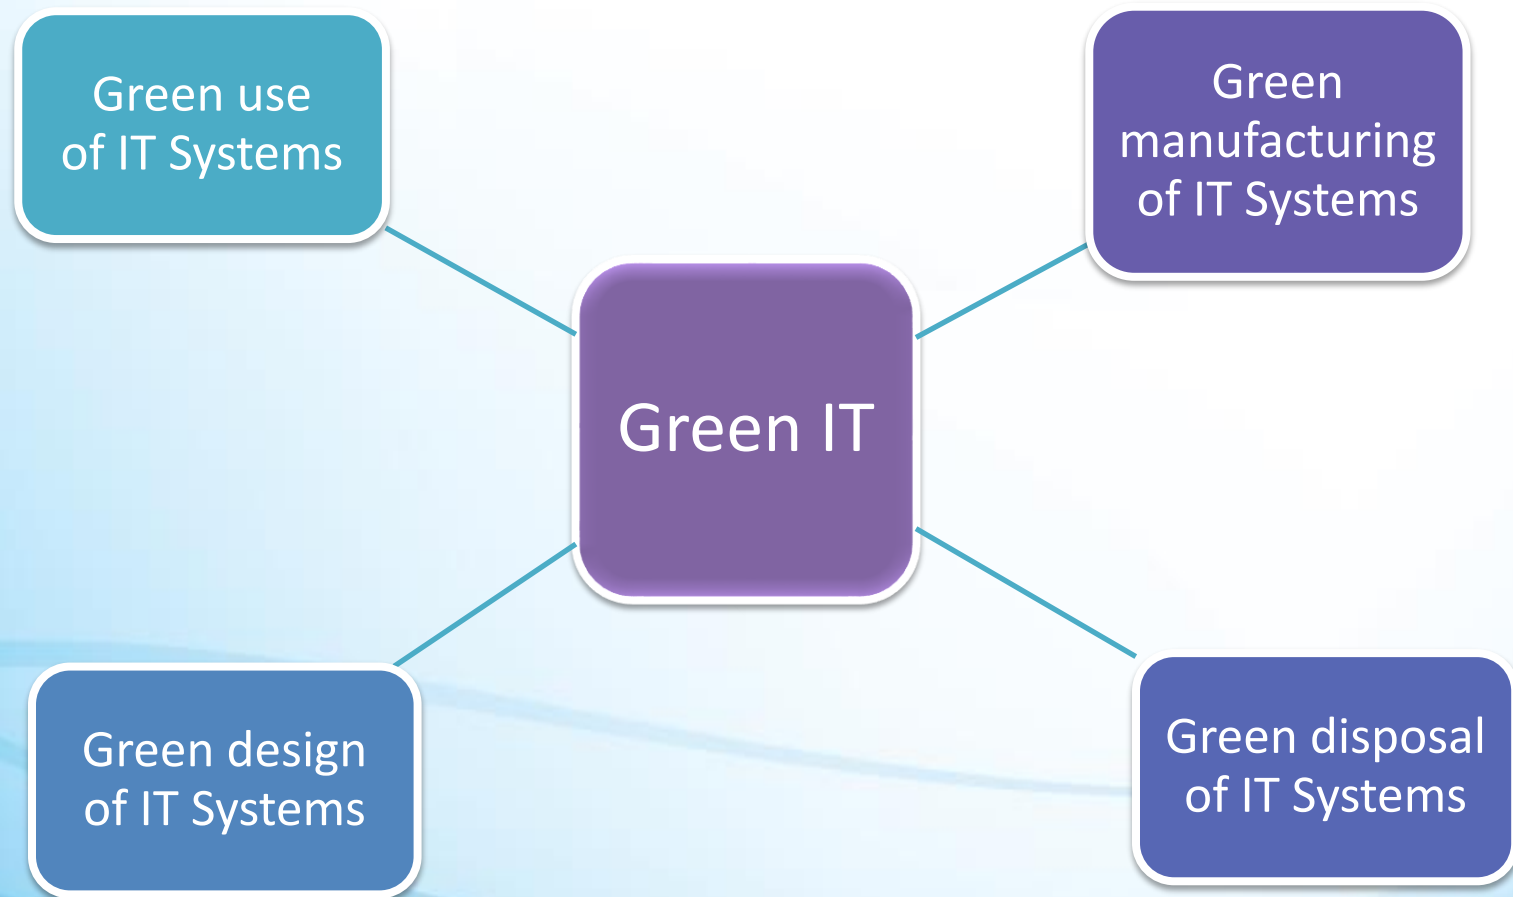 Green use
of IT Systems
Green
manufacturing
of IT Systems
Green IT
Green design
of IT Systems
Green disposal
of IT Systems